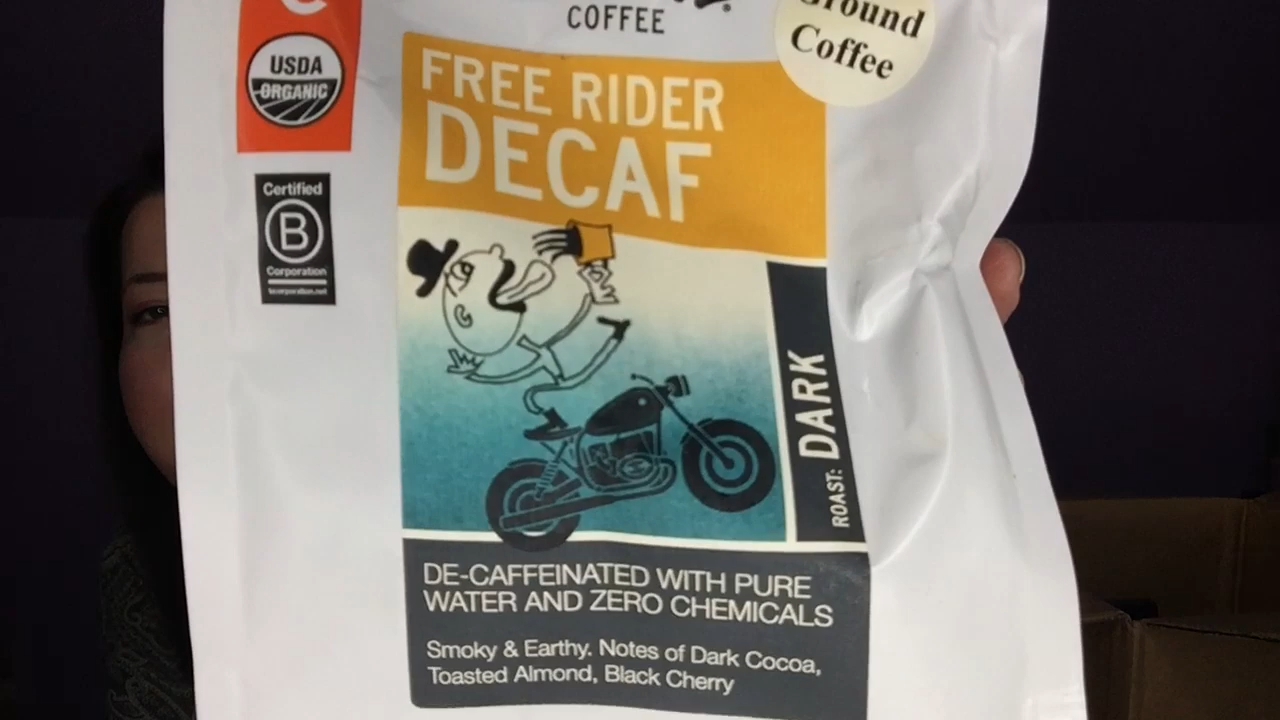 COFFEE
Ground
Coffee
USDA
ORGANIC
FREE RIDER
DECAF
Certified
B
Corporation
ROAST: DARK
DE-CAFFEINATED WITH PURE
WATER AND ZERO CHEMICALS
Smoky & Earthy. Notes of Dark Cocoa,
Toasted Almond, Black Cherry